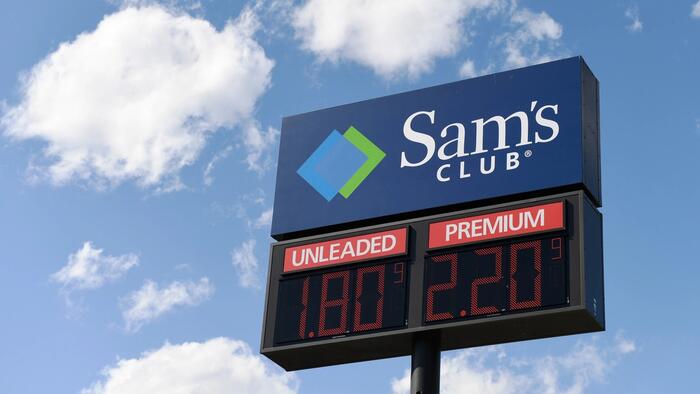 Sam's
CLUB®
UNLEADED
PREMIUM
1.80 9
2.20 9